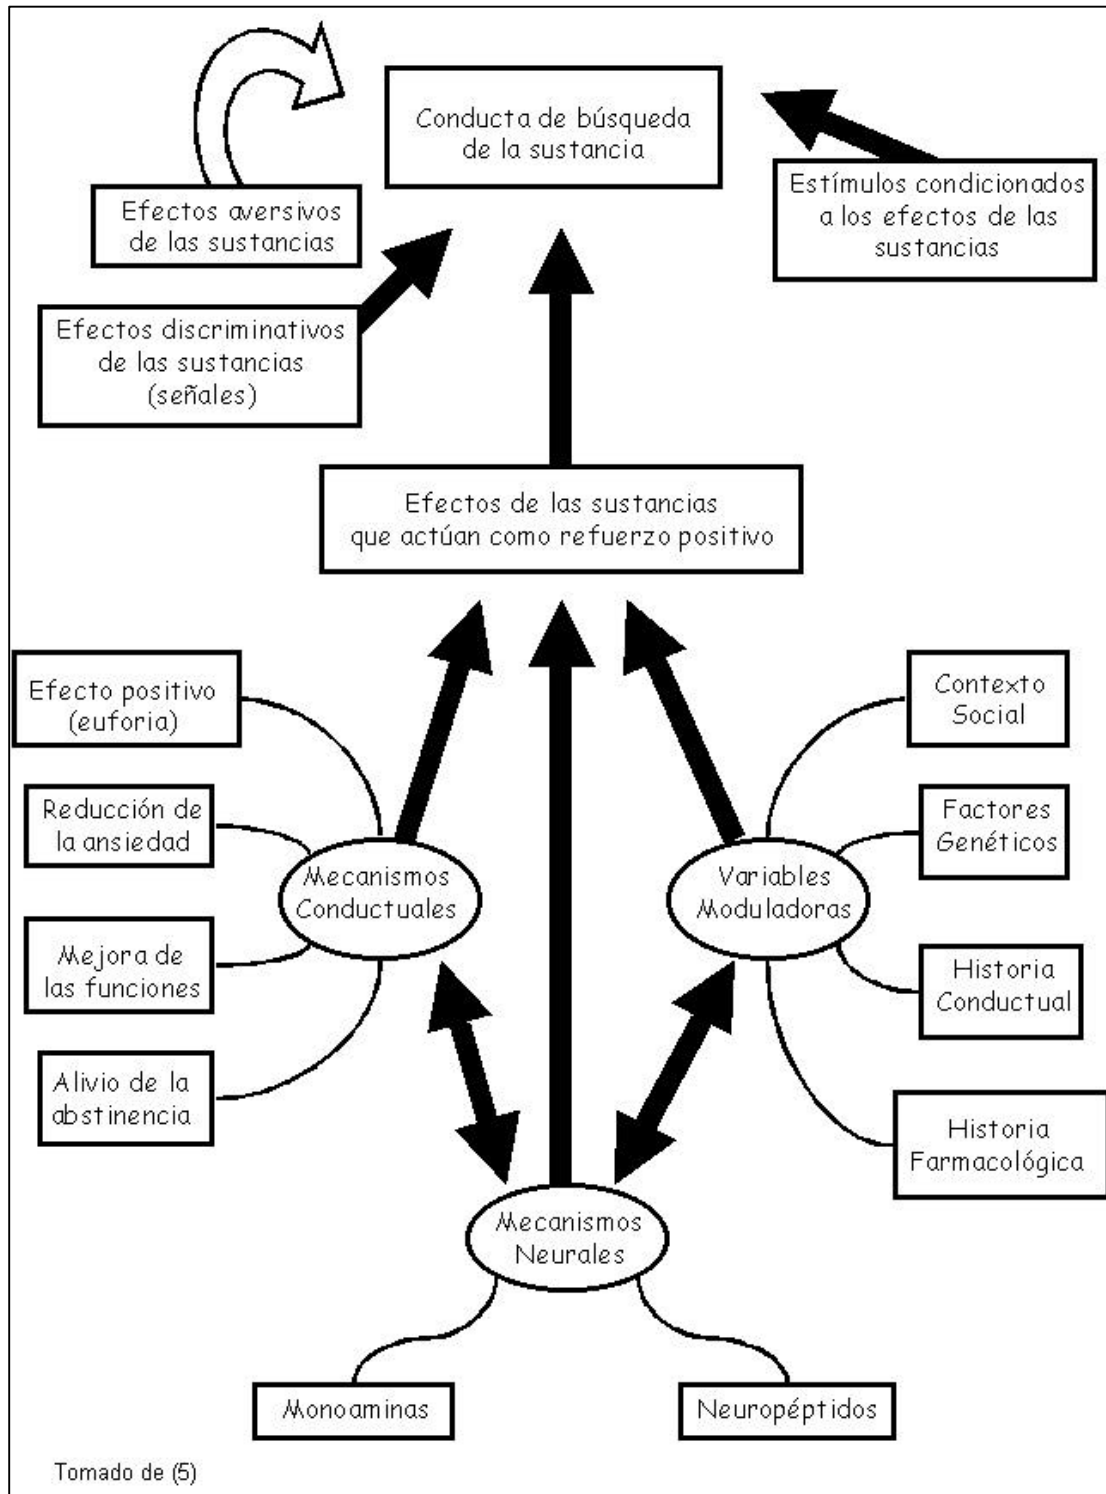 Conducta de búsqueda
de la sustancia
Efectos aversivos
de las sustancias
Estímulos condicionados
a los efectos de las
sustancias
Efectos discriminativos
de las sustancias
(señales)
Efectos de las sustancias
que actúan como refuerzo positivo
Efecto positivo
(euforia)
Contexto
Social
Reducción de
la ansiedad
Factores
Genéticos
Mecanismos
Conductuales
Variables
Moduladoras
Mejora de
las funciones
Historia
Conductual
Alivio de la
abstinencia
Historia
Farmacológica
Mecanismos
Neurales
Monoaminas
Neuropéptidos
Tomado de (5)